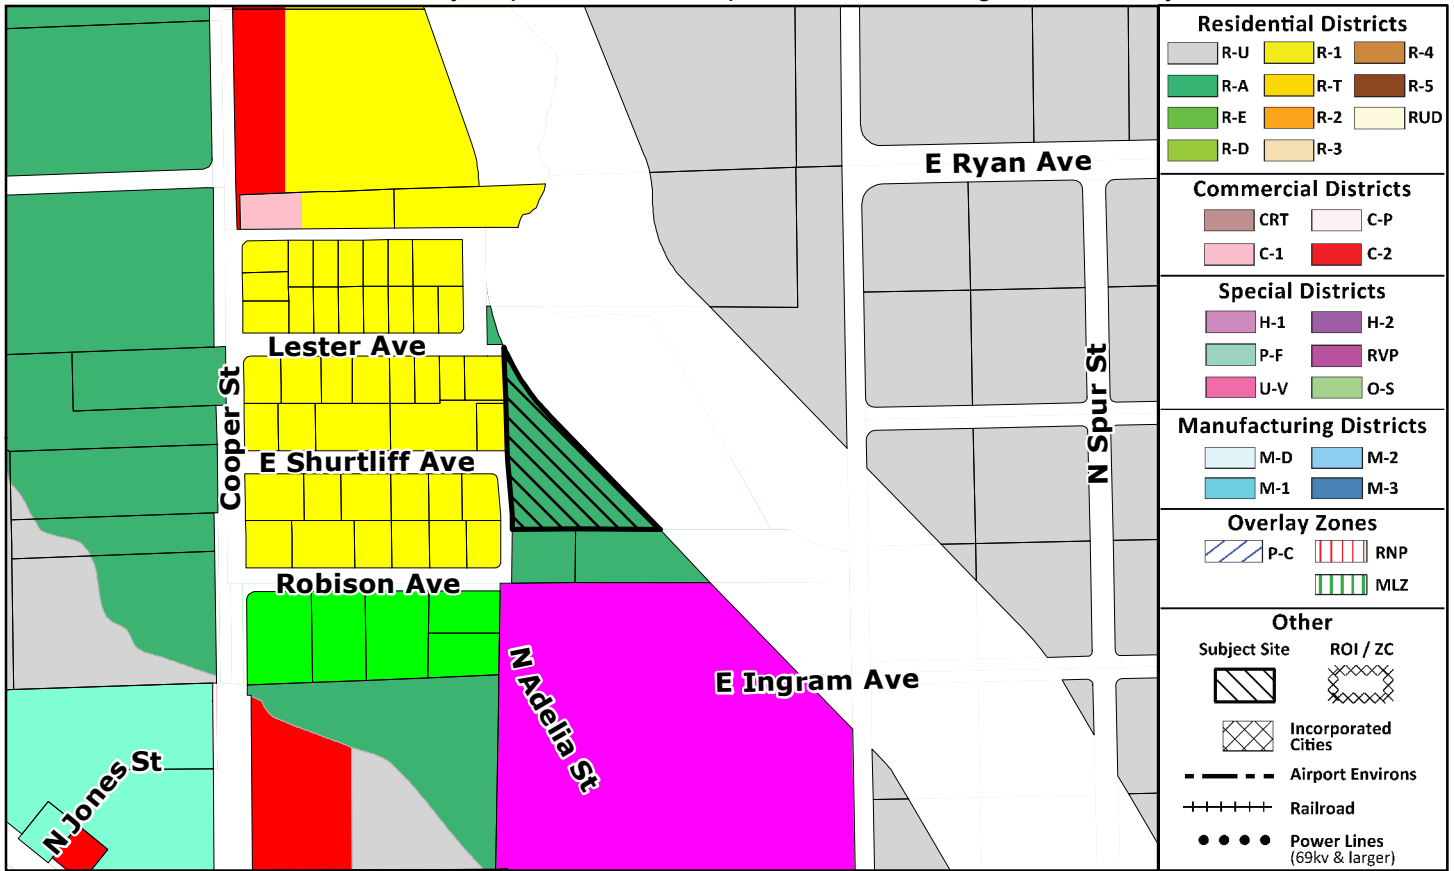 E Ryan Ave
Lester Ave
Cooper St
E Shurtliff Ave
N Spur St
Robison Ave
N Adelia St
E Ingram Ave
N Jones St
Residential Districts
R-U R-1 R-4
R-A R-T R-5
R-E R-2 RUD
R-D R-3
Commercial Districts
CRT C-P
C-1 C-2
Special Districts
H-1 H-2
P-F RVP
U-V O-S
Manufacturing Districts
M-D M-2
M-1 M-3
Overlay Zones
P-C RNP
MLZ
Other
Subject Site ROI / ZC
Incorporated
Cities
Airport Environs
Railroad
Power Lines
(69kv & larger)